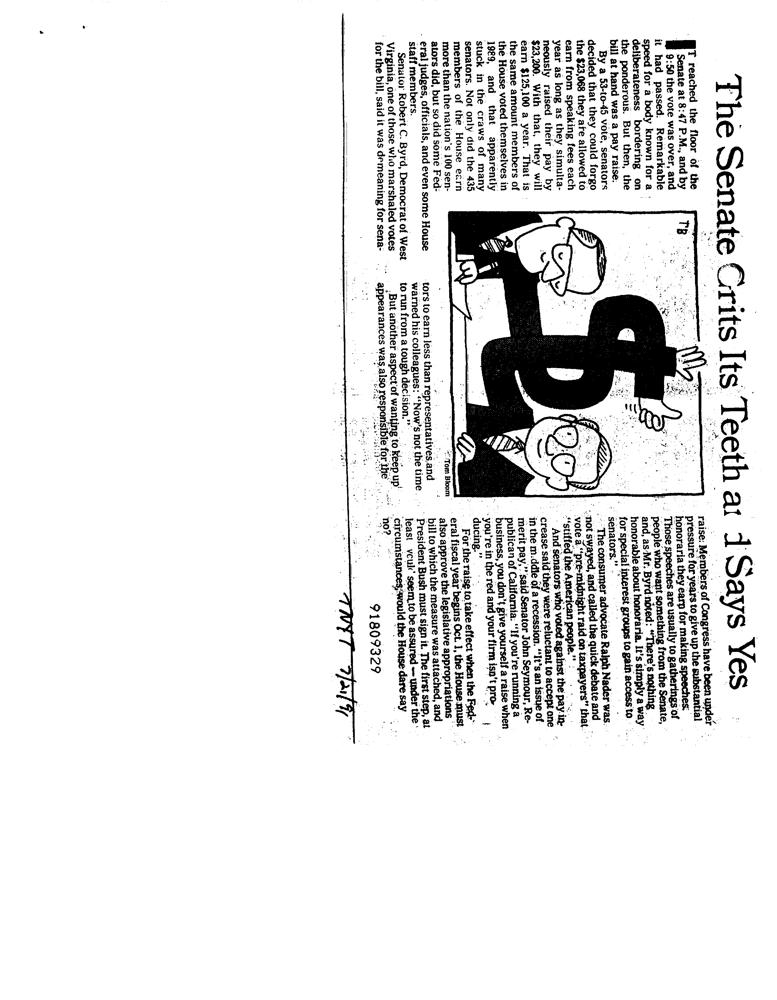 The Senate Grits Its Teeth and Says Yes
IT reached the floor of the
Senate at 8:47 P.M., and by
9:50 the vote was over, and
it had passed. Remarkable
speed for a body known for a
deliberateness bordering on
the ponderous. But then, the
bill at hand was a pay raise.
By a 53-to-45 vote, senators
decided that they could forgo
the $23,068 they are allowed to
earn from speaking fees each
year as long as they simulta-
neously raised their pay by
$23,200. With that, they will
earn $125,100 a year. That is
the same amount members of
the House voted themselves in
1989, and that apparently
stuck in the craws of many
senators. Not only did the 435
members of the House earn
more than the nation's 100 sen-
ators did, but so did some Fed-
eral judges, officials, and even some House
staff members.
Senator Robert C. Byrd, Democrat of West
Virginia, one of those who marshaled votes
for the bill, said it was demeaning for sena-
TB
Tom Bloom
tors to earn less than representatives and
warned his colleagues: "Now's not the time
to run from a tough decision."
But another aspect of wanting to keep up
appearances was also responsible for the
raise: Members of Congress have been under
pressure for years to give up the substantial
honoraria they earn for making speeches.
Those speeches are usually to gatherings of
people who want something from the Senate,
and, as Mr. Byrd noted: "There's nothing
honorable about honoraria. It's simply a way
for special interest groups to gain access to
senators."
The consumer advocate Ralph Nader was
not swayed, and called the quick debate and
vote a "pre-midnight raid on taxpayers" that
"stiffed the American people."
And senators who voted against the pay in-
crease said they were reluctant to accept one
in the middle of a recession. "It's an issue of
merit pay," said Senator John Seymour, Re-
publican of California. "If you're running a
business, you don't give yourself a raise when
you're in the red and your firm isn't pro-
ducing."
For the raise to take effect when the Fed-
eral fiscal year begins Oct. 1, the House must
also approve the legislative appropriations
bill to which the measure was attached, and
President Bush must sign it. The first step, at
least would seem to be assured — under the
circumstances, would the House dare say
no?
91809329
NYT 7/21/91